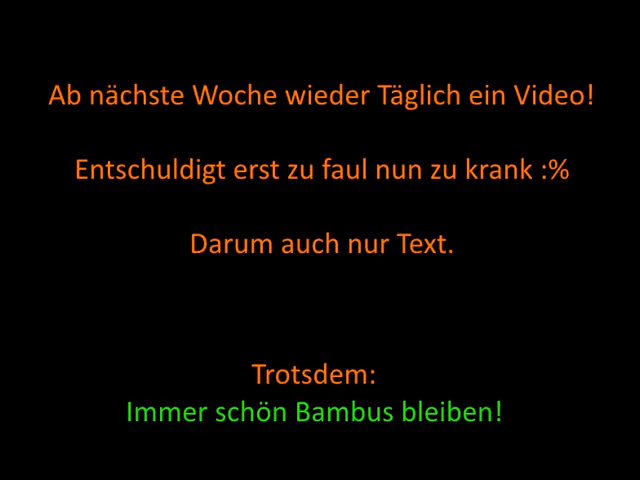 Ab nächste Woche wieder Täglich ein Video!
Entschuldigt erst zu faul nun zu krank :%
Darum auch nur Text.
Trotsdem:
Immer schön Bambus bleiben!